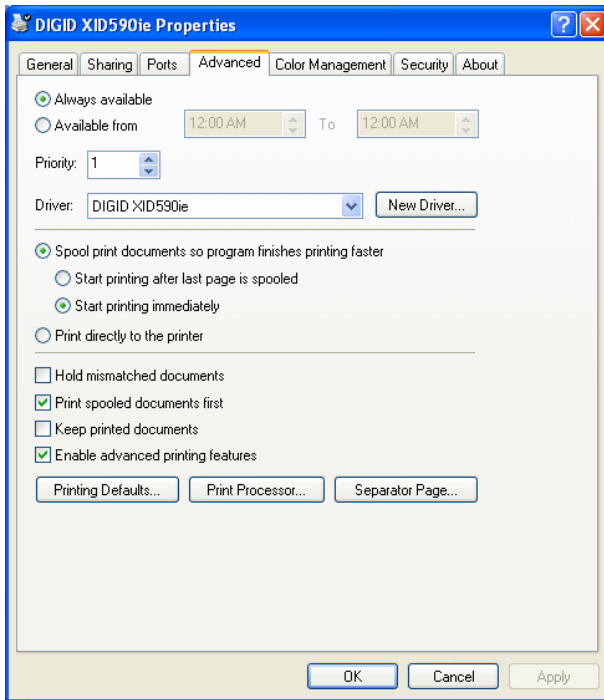 DIGID XID590ie Properties
General Sharing Ports Advanced Color Management Security About
Always available
Available from 12:00 AM To 12:00 AM
Priority: 1
Driver: DIGID XID590ie New Driver...
Spool print documents so program finishes printing faster
Start printing after last page is spooled
Start printing immediately
Print directly to the printer
Hold mismatched documents
Print spooled documents first
Keep printed documents
Enable advanced printing features
Printing Defaults... Print Processor... Separator Page...
OK Cancel Apply